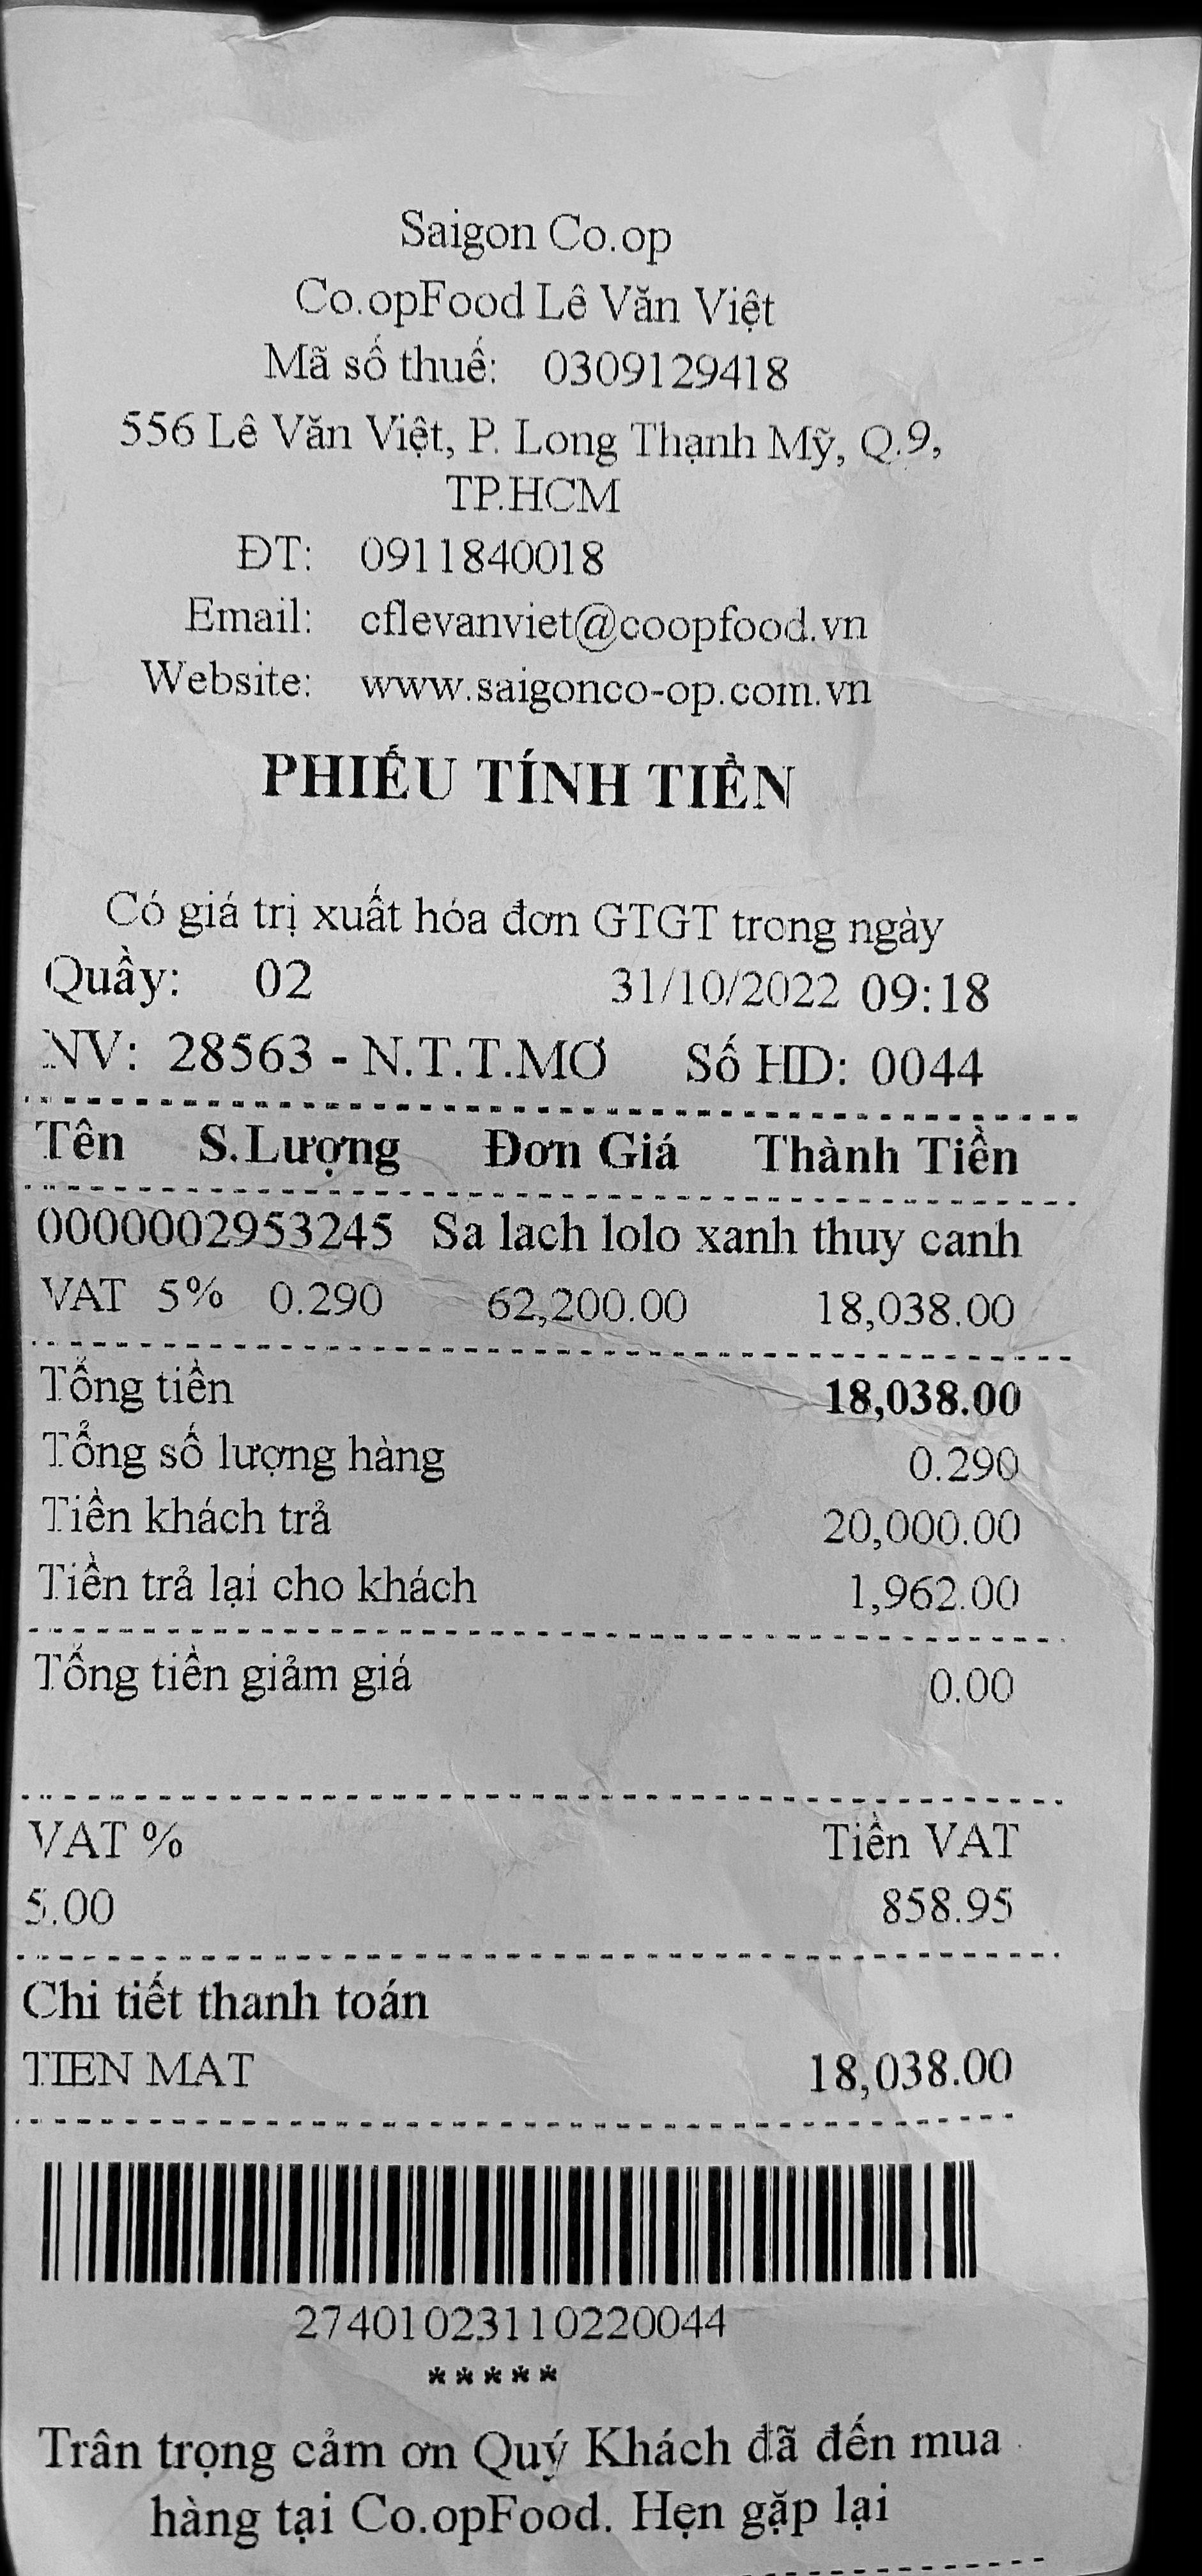 Saigon Co.op
Co.opFood Lê Văn Việt
Mã số thuế: 0309129418
556 Lê Văn Việt, P. Long Thạnh Mỹ, Q.9,
TP.HCM
ĐT: 0911840018
Email: cflevanviet@coopfood.vn
Website: www.saigonco-op.com.vn
PHIẾU TÍNH TIỀN
Có giá trị xuất hóa đơn GTGT trong ngày
Quầy: 02 31/10/2022 09:18
NV: 28563 - N.T.T.MƠ Số HD: 0044
Tên S.Lượng Đơn Giá Thành Tiền
0000002953245 Sa lach lolo xanh thuy canh
VAT 5% 0.290 62,200.00 18,038.00
Tổng tiền 18,038.00
Tổng số lượng hàng 0.290
Tiền khách trả 20,000.00
Tiền trả lại cho khách 1,962.00
Tổng tiền giảm giá 0.00
VAT % Tiền VAT
5.00 858.95
Chi tiết thanh toán
TIEN MAT 18,038.00
27401023110220044
*****
Trân trọng cảm ơn Quý Khách đã đến mua
hàng tại Co.opFood. Hẹn gặp lại